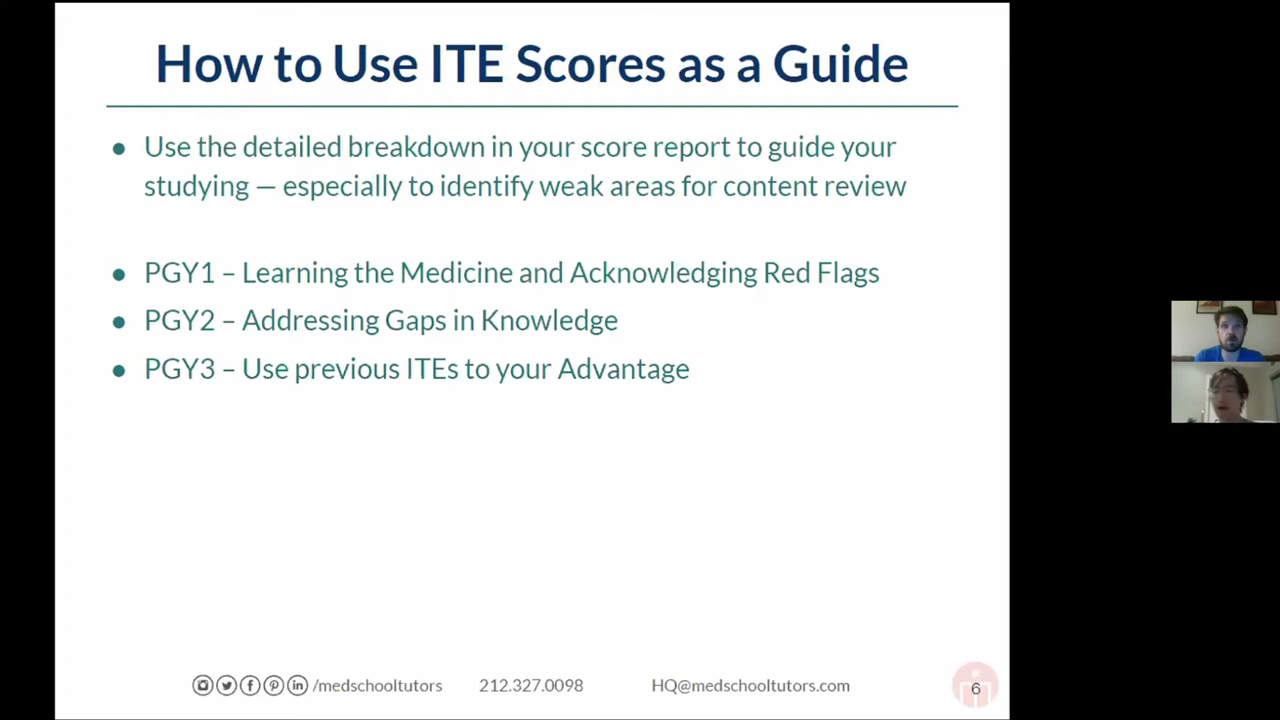 How to Use ITE Scores as a Guide
● Use the detailed breakdown in your score report to guide your
studying — especially to identify weak areas for content review
● PGY1 – Learning the Medicine and Acknowledging Red Flags
● PGY2 – Addressing Gaps in Knowledge
● PGY3 – Use previous ITEs to your Advantage
/medschooltutors 212.327.0098 HQ@medschooltutors.com 6